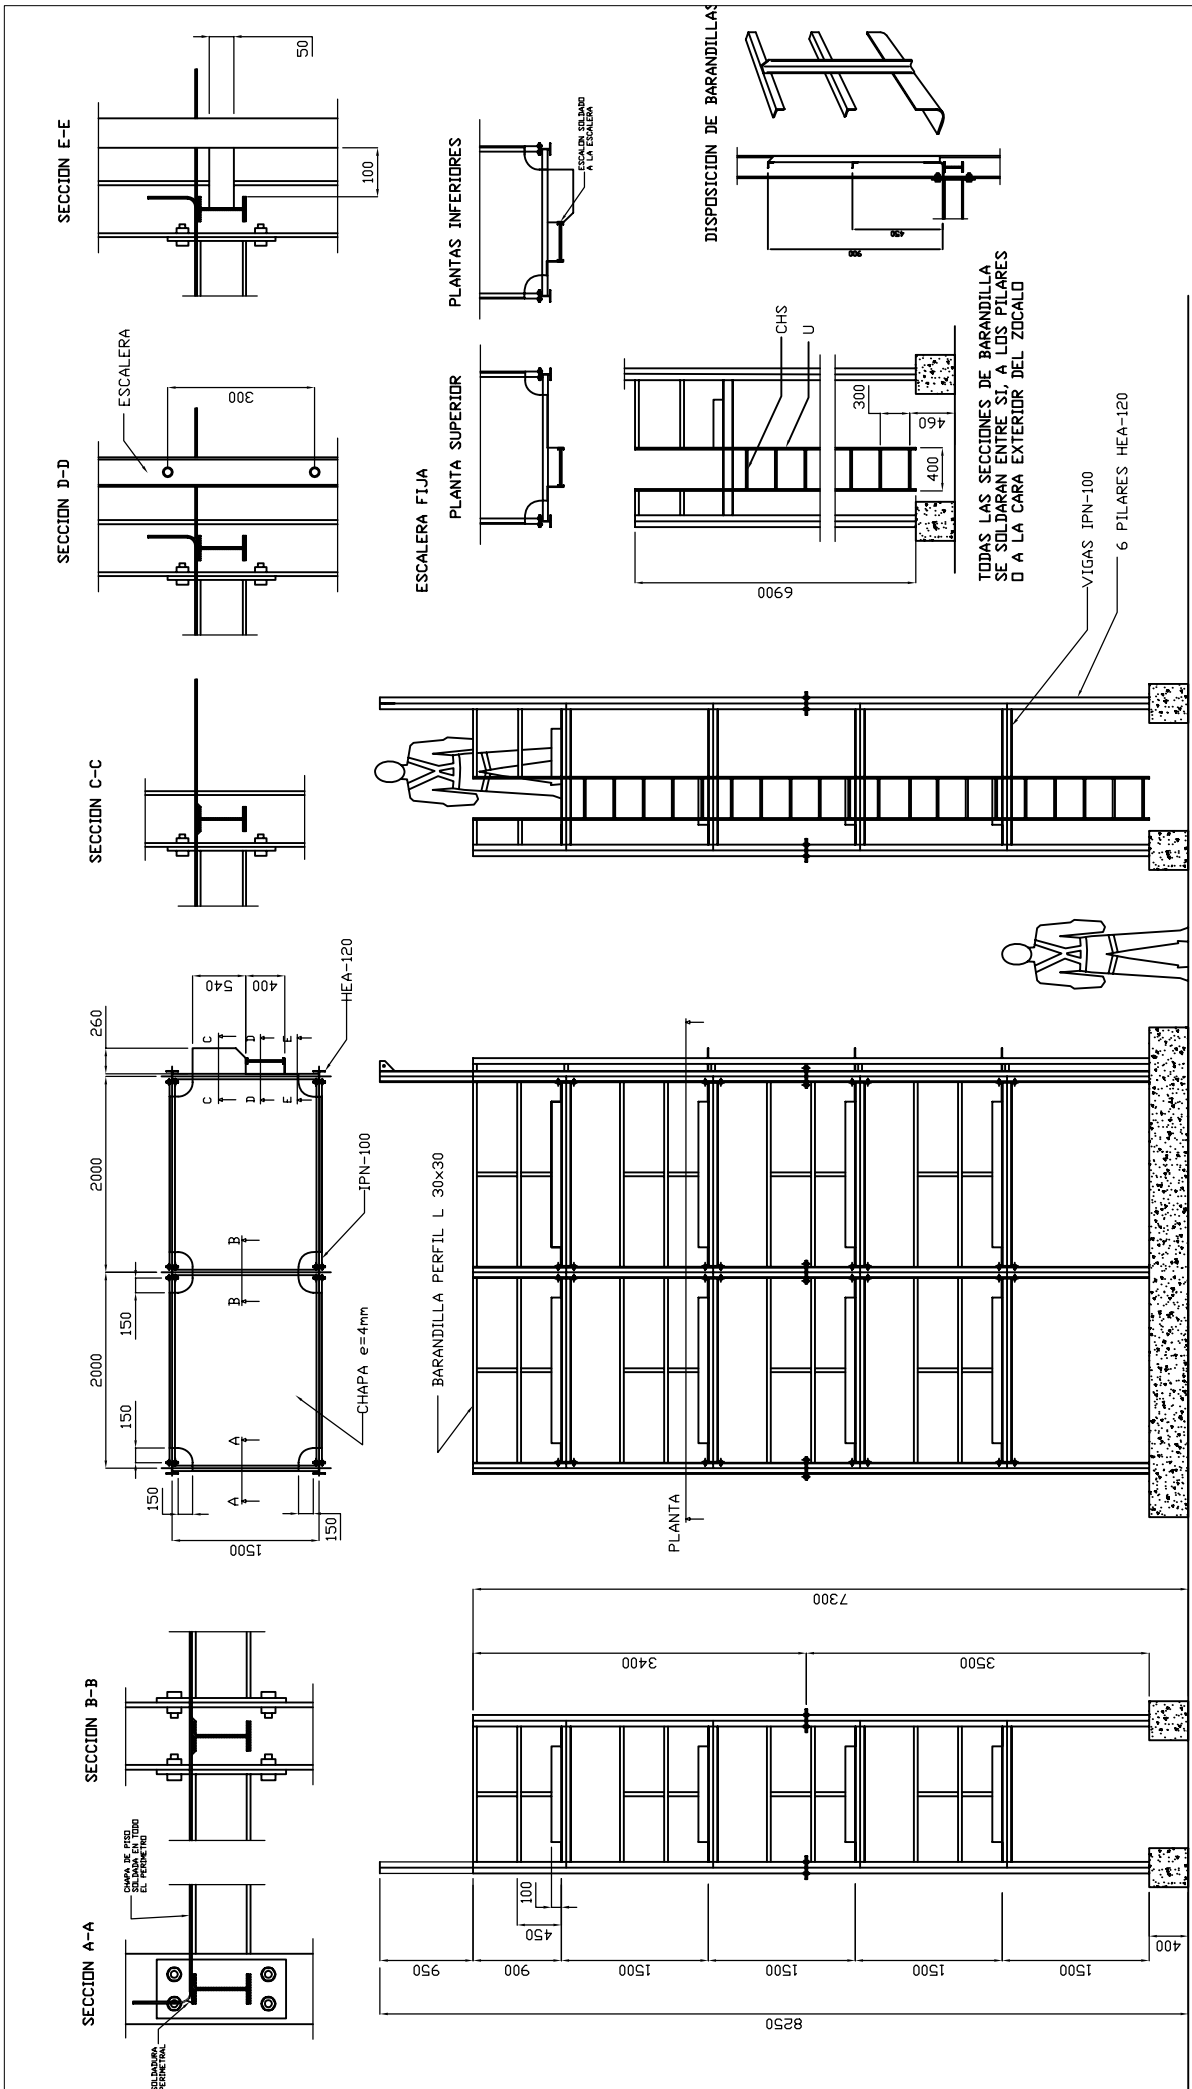 SECCION A-A
SOLDADURA
PERIMETRAL
CHAPA DE PISO
SOLDADA EN TODO
EL PERIMETRO
SECCION B-B
8250
950
900
1500
1500
1500
1500
400
450
100
3400
3500
7300
1500
150
150
150
150
2000
2000
260
540
400
A
A
B
B
C
C
D
D
E
E
CHAPA e=4mm
IPN-100
HEA-120
BARANDILLA PERFIL L 30x30
PLANTA
SECCION C-C
SECCION D-D
ESCALERA
300
SECCION E-E
50
100
VIGAS IPN-100
6 PILARES HEA-120
ESCALERA FIJA
PLANTA SUPERIOR
PLANTAS INFERIORES
ESCALON SOLDADO
A LA ESCALERA
6900
CHS
U
300
460
400
DISPOSICION DE BARANDILLAS
900
450
TODAS LAS SECCIONES DE BARANDILLA
SE SOLDARAN ENTRE SI, A LOS PILARES
O A LA CARA EXTERIOR DEL ZOCALO